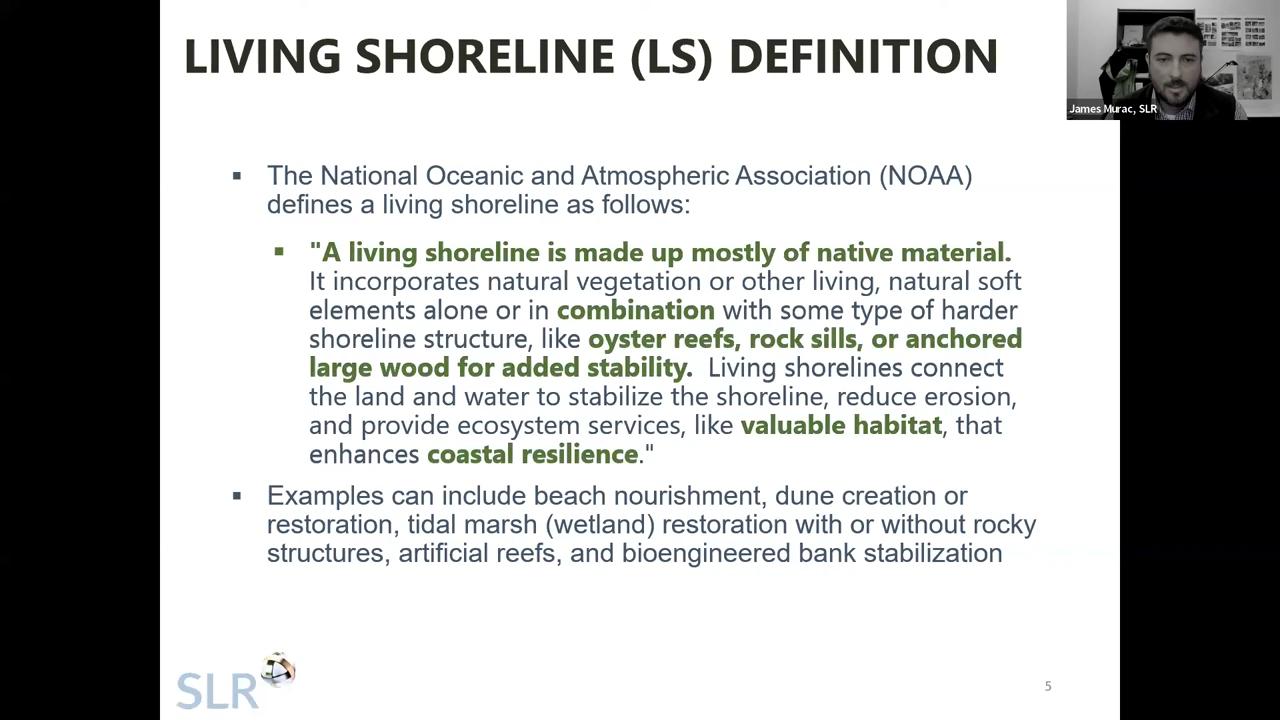 LIVING SHORELINE (LS) DEFINITION
James Murac, SLR
▪ The National Oceanic and Atmospheric Association (NOAA)
defines a living shoreline as follows:
▪ "A living shoreline is made up mostly of native material.
It incorporates natural vegetation or other living, natural soft
elements alone or in combination with some type of harder
shoreline structure, like oyster reefs, rock sills, or anchored
large wood for added stability. Living shorelines connect
the land and water to stabilize the shoreline, reduce erosion,
and provide ecosystem services, like valuable habitat, that
enhances coastal resilience."
▪ Examples can include beach nourishment, dune creation or
restoration, tidal marsh (wetland) restoration with or without rocky
structures, artificial reefs, and bioengineered bank stabilization
SLR
5